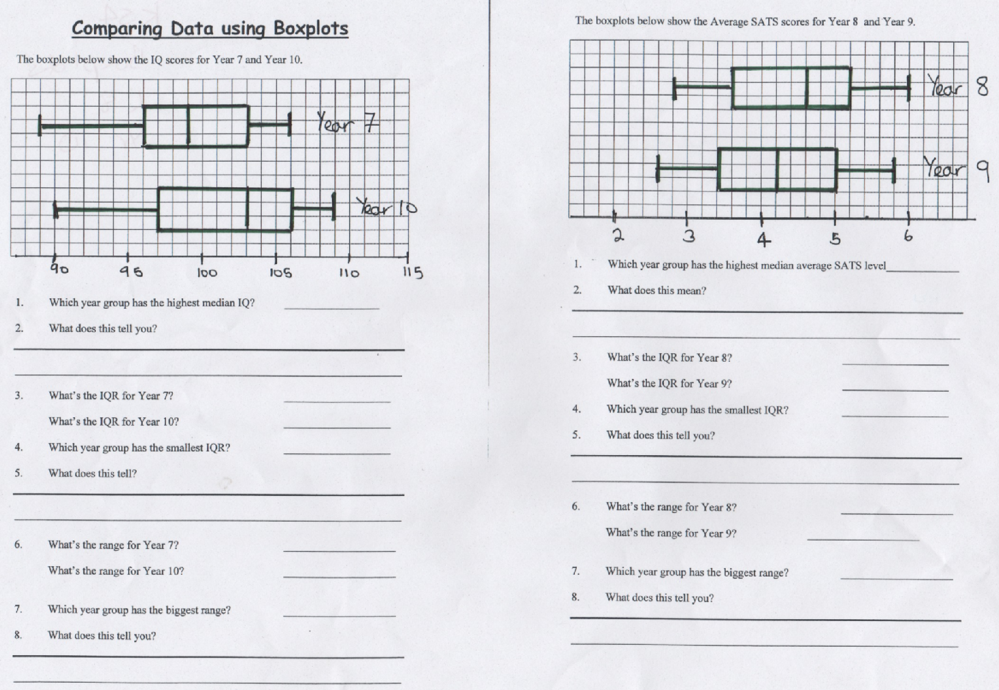 Comparing Data using Boxplots
The boxplots below show the IQ scores for Year 7 and Year 10.
Year 7
Year 10
90 95 100 105 110 115
1. Which year group has the highest median IQ?
2. What does this tell you?
3. What's the IQR for Year 7?
What's the IQR for Year 10?
4. Which year group has the smallest IQR?
5. What does this tell?
6. What's the range for Year 7?
What's the range for Year 10?
7. Which year group has the biggest range?
8. What does this tell you?
The boxplots below show the Average SATS scores for Year 8 and Year 9.
Year 8
Year 9
2 3 4 5 6
1. Which year group has the highest median average SATS level
2. What does this mean?
3. What's the IQR for Year 8?
What's the IQR for Year 9?
4. Which year group has the smallest IQR?
5. What does this tell you?
6. What's the range for Year 8?
What's the range for Year 9?
7. Which year group has the biggest range?
8. What does this tell you?